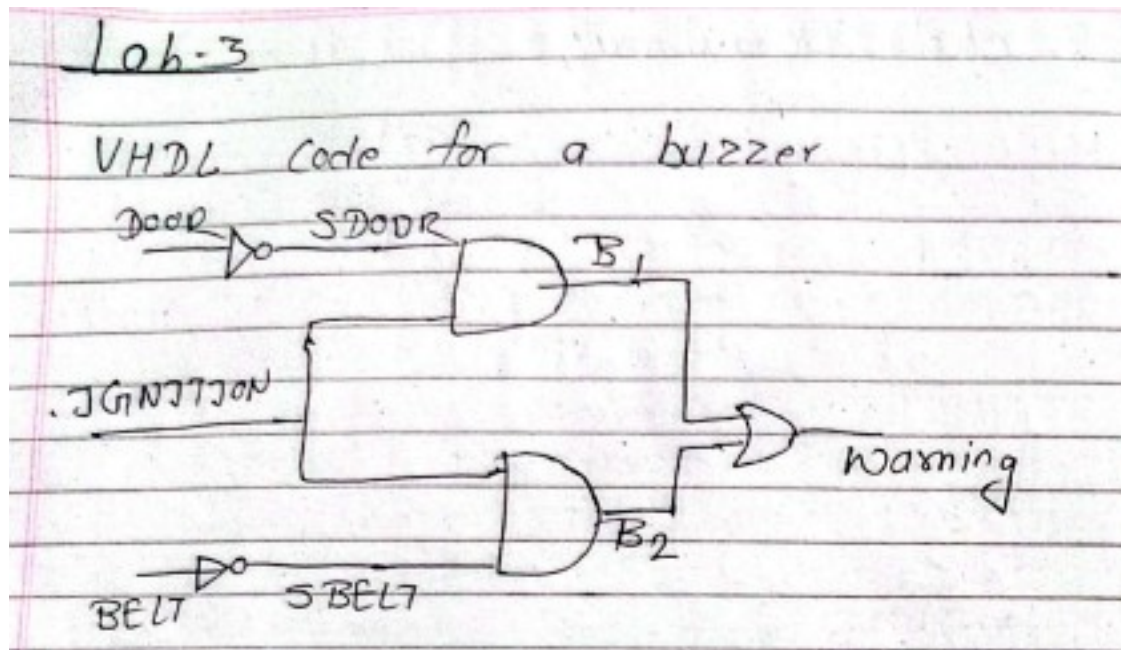 Lab-3
VHDL Code for a buzzer
DOOR SDOOR B1
IGNITION
Warning
B2
BELT SBELT